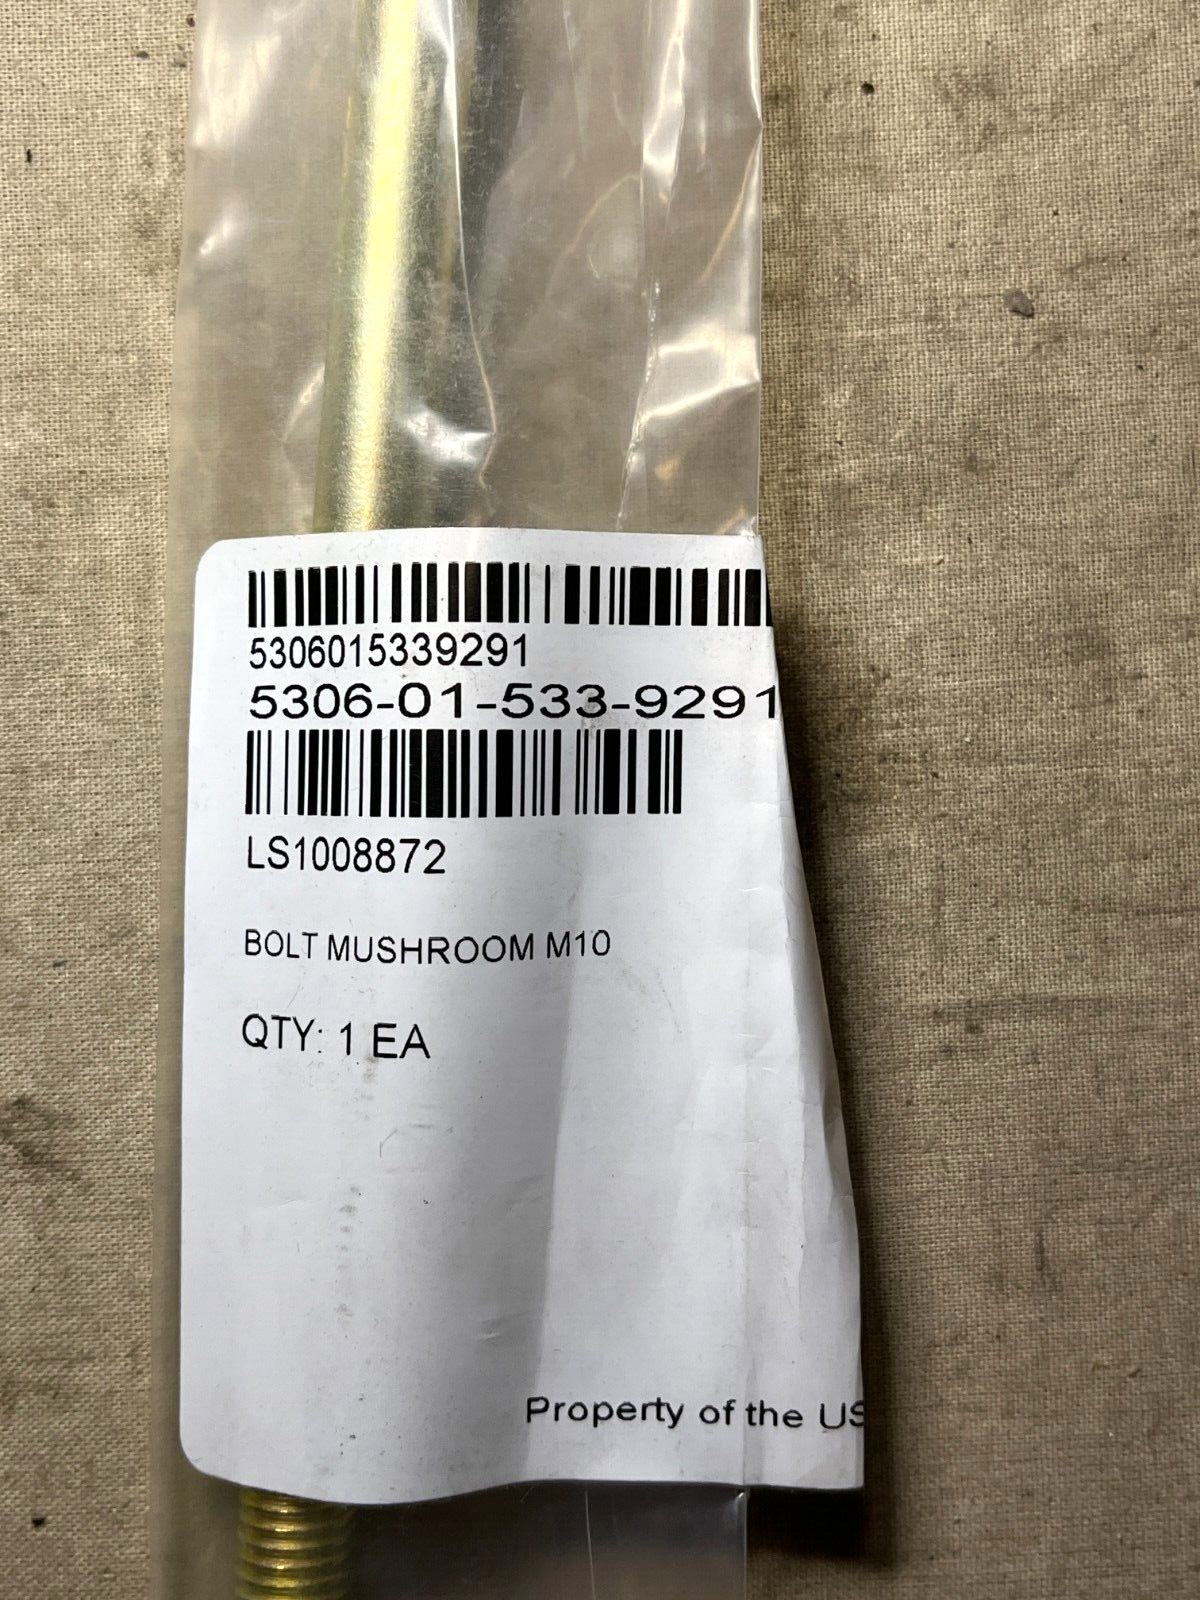 5306015339291
5306-01-533-9291
LS1008872
BOLT MUSHROOM M10
QTY: 1 EA
Property of the US